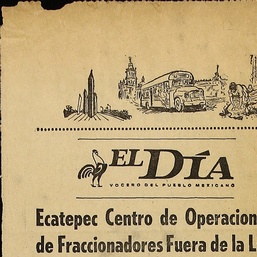 EL DÍA
VOCERO DEL PUEBLO MEXICANO
Ecatepec Centro de Operacion
de Fraccionadores Fuera de la L